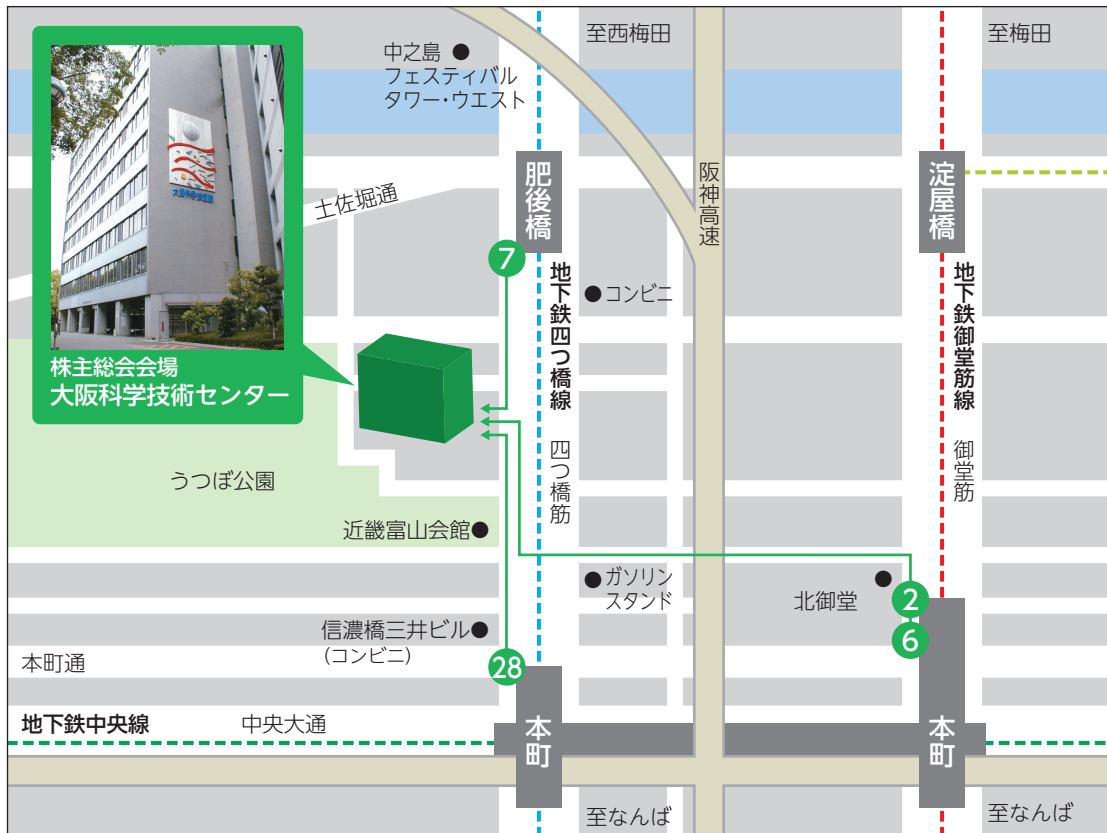 至西梅田
至梅田
中之島
フェスティバル
タワー・ウエスト
大阪科学技術館
肥後橋
淀屋橋
阪神高速
土佐堀通
7
地下鉄四つ橋線
コンビニ
地下鉄御堂筋線
株主総会会場
大阪科学技術センター
四つ橋筋
御堂筋
うつぼ公園
近畿富山会館
ガソリン
スタンド
北御堂
2
6
信濃橋三井ビル
(コンビニ)
本町通
28
地下鉄中央線
中央大通
本町
本町
至なんば
至なんば